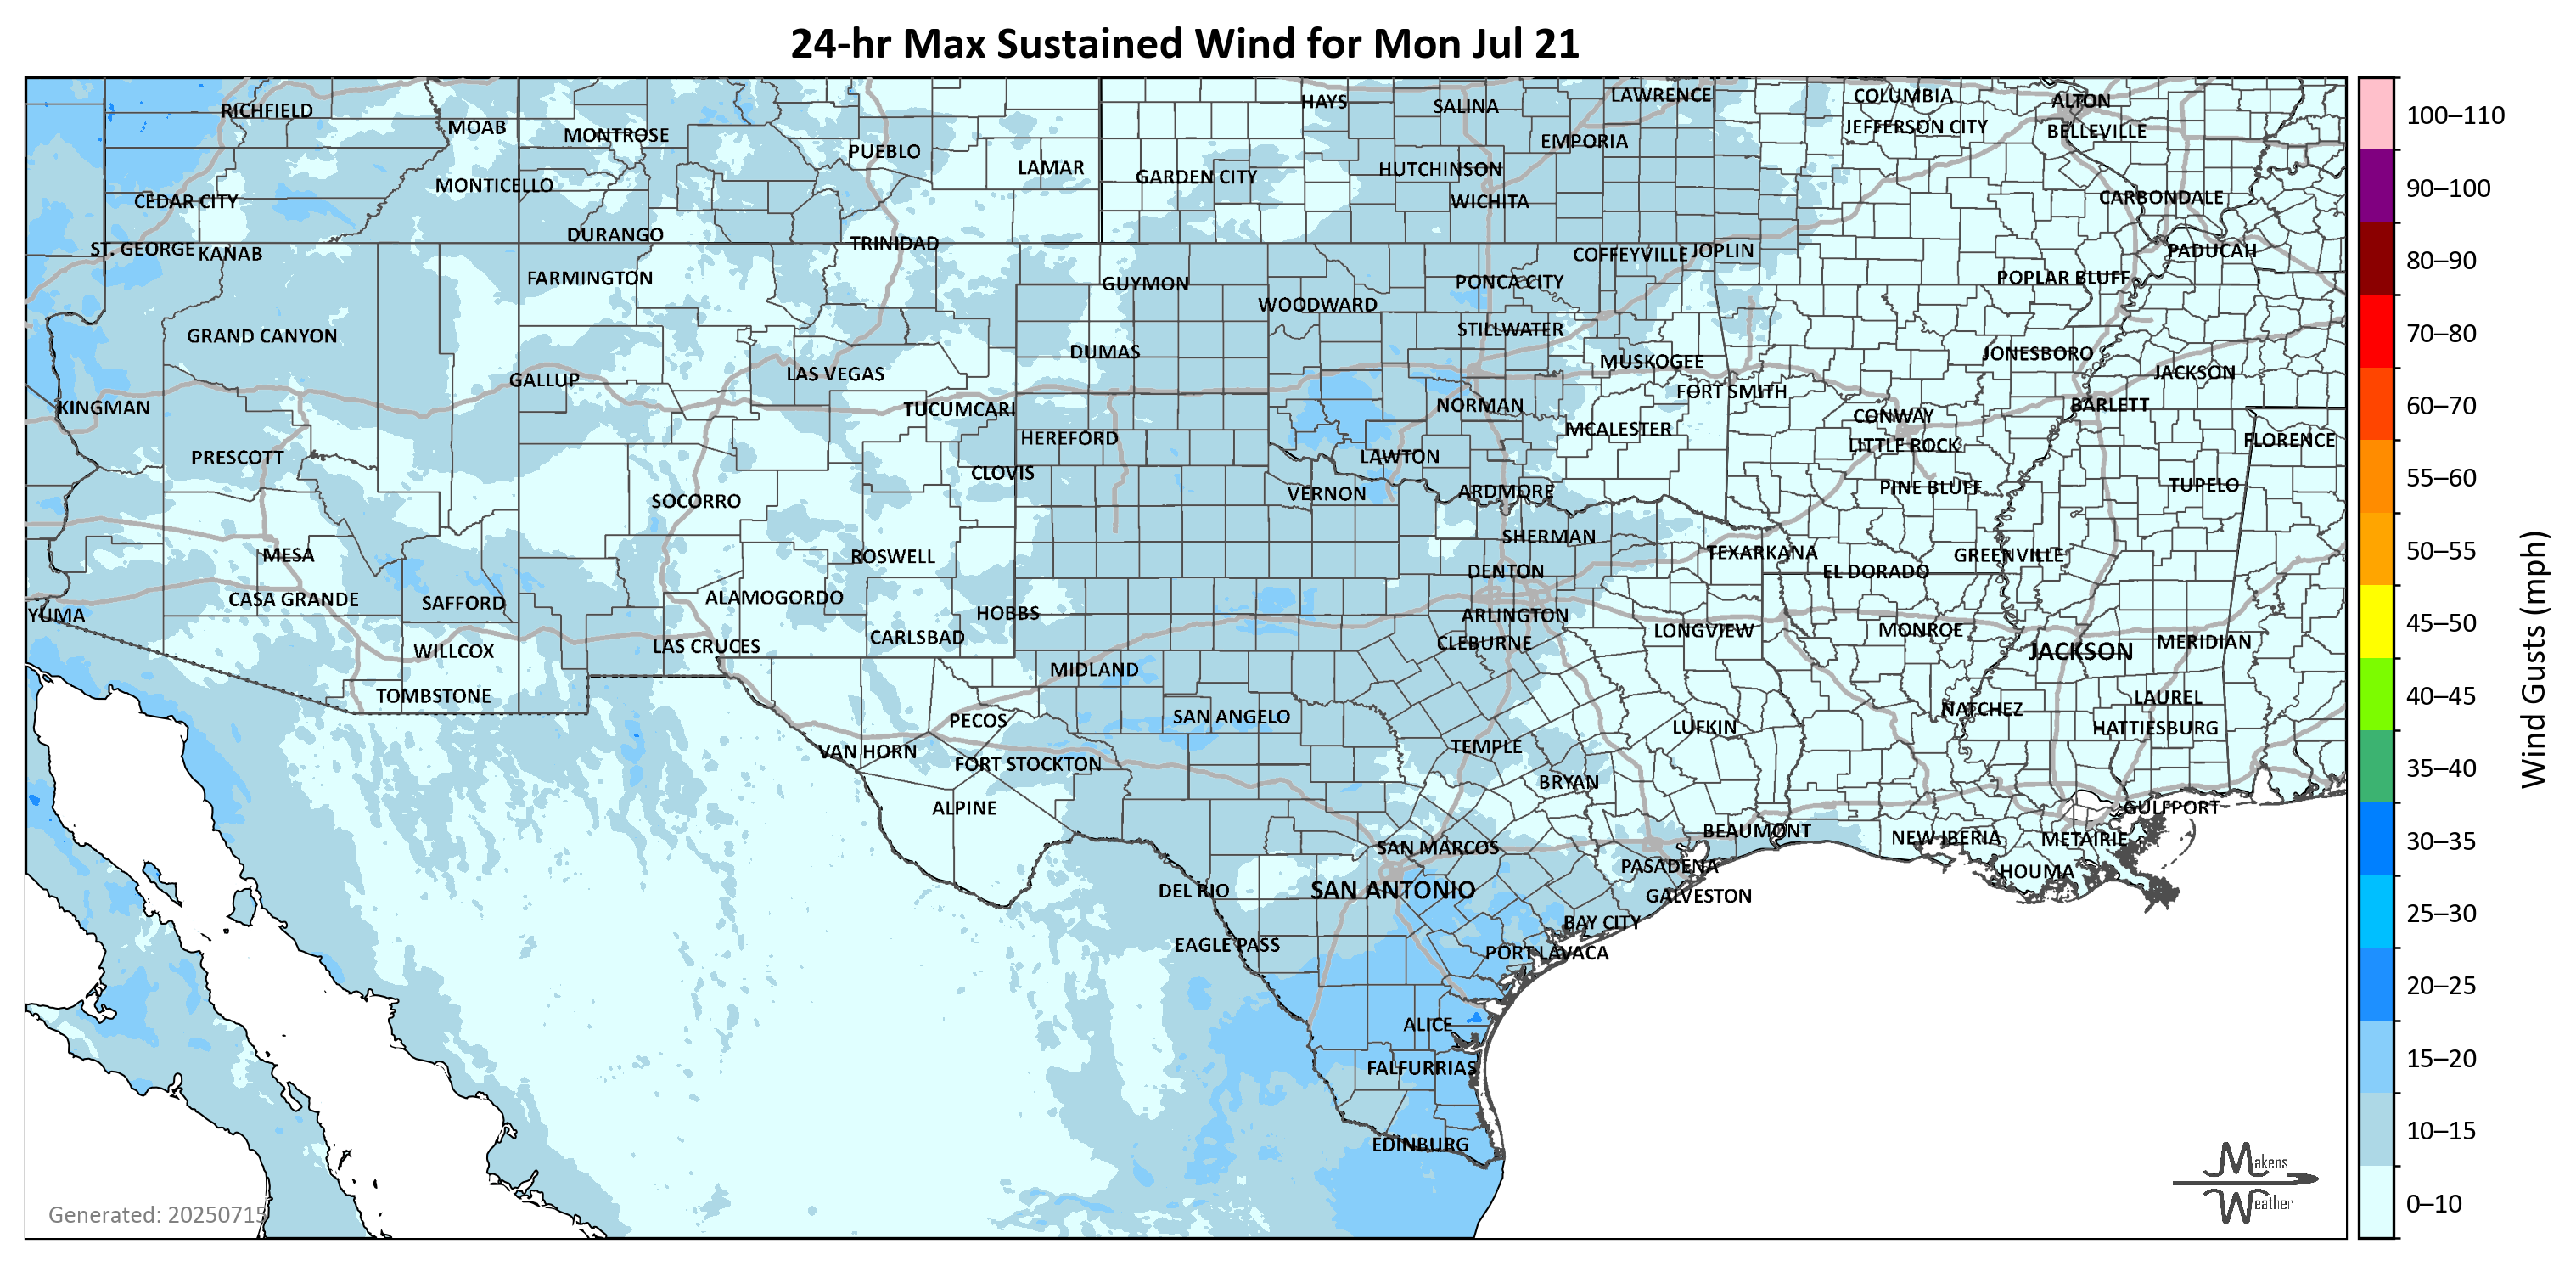 24-hr Max Sustained Wind for Mon Jul 21
RICHFIELD
MOAB
MONTROSE
PUEBLO
LAMAR
GARDEN CITY
HAYS
SALINA
LAWRENCE
EMPORIA
HUTCHINSON
WICHITA
COLUMBIA
JEFFERSON CITY
ALTON
BELLEVILLE
CARBONDALE
MONTICELLO
CEDAR CITY
ST. GEORGE
KANAB
DURANGO
TRINIDAD
FARMINGTON
GUYMON
WOODWARD
PONCA CITY
COFFEYVILLE
JOPLIN
POPLAR BLUFF
PADUCAH
GRAND CANYON
DUMAS
STILLWATER
MUSKOGEE
FORT SMITH
JONESBORO
JACKSON
KINGMAN
GALLUP
LAS VEGAS
TUCUMCARI
HEREFORD
NORMAN
MCALESTER
CONWAY
LITTLE ROCK
BARLETT
FLORENCE
PRESCOTT
SOCORRO
CLOVIS
LAWTON
VERNON
ARDMORE
PINE BLUFF
TUPELO
MESA
ROSWELL
SHERMAN
TEXARKANA
GREENVILLE
DENTON
EL DORADO
YUMA
CASA GRANDE
SAFFORD
ALAMOGORDO
HOBBS
ARLINGTON
CLEBURNE
LONGVIEW
MONROE
JACKSON
MERIDIAN
WILLCOX
LAS CRUCES
CARLSBAD
MIDLAND
TOMBSTONE
PECOS
SAN ANGELO
LUFKIN
NATCHEZ
LAUREL
HATTIESBURG
VAN HORN
FORT STOCKTON
TEMPLE
BRYAN
ALPINE
SAN MARCOS
BEAUMONT
NEW IBERIA
METAIRIE
GULFPORT
PASADENA
HOUMA
DEL RIO
SAN ANTONIO
GALVESTON
BAY CITY
EAGLE PASS
PORT LAVACA
ALICE
FALFURRIAS
EDINBURG
Generated: 20250715
Makens
Weather
100–110
90–100
80–90
70–80
60–70
55–60
50–55
45–50
40–45
35–40
30–35
25–30
20–25
15–20
10–15
0–10
Wind Gusts (mph)